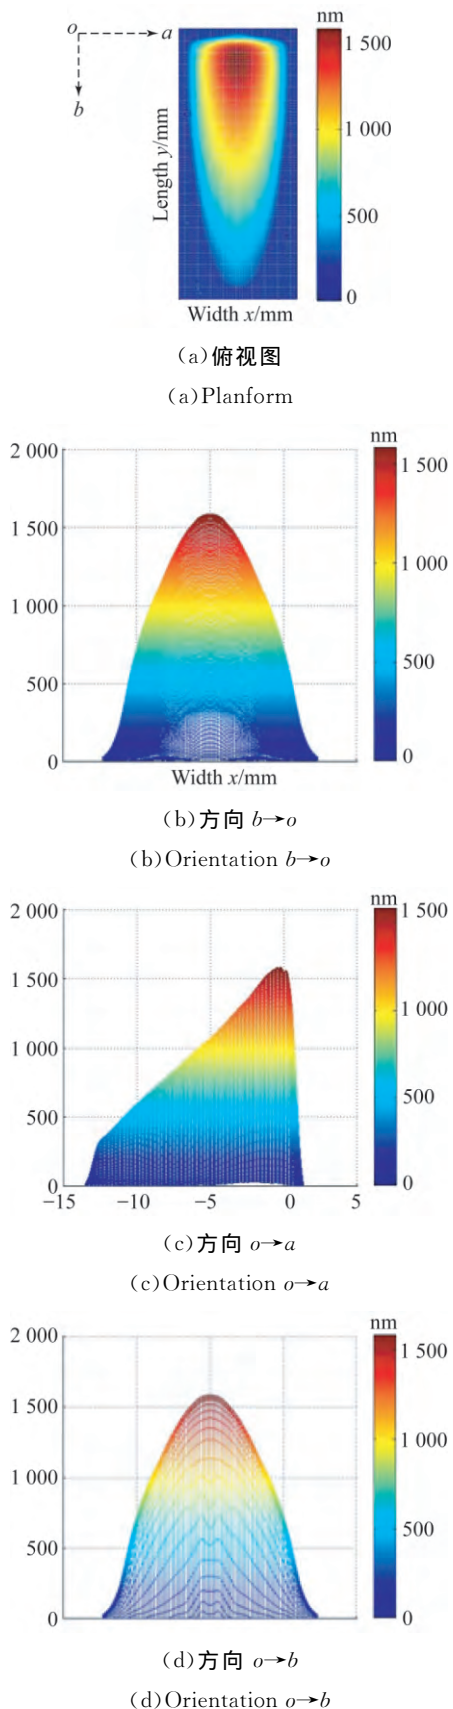 nm
o
a
1 500
b
1 000
Length y/mm
500
0
Width x/mm
(a)俯视图
(a)Planform
nm
2 000
1 500
1 500
1 000
1 000
500
500
0
0
Width x/mm
(b)方向 b→o
(b)Orientation b→o
nm
2 000
1 500
1 500
1 000
1 000
500
500
0
0
−15
−10
−5
0
5
(c)方向 o→a
(c)Orientation o→a
nm
2 000
1 500
1 500
1 000
1 000
500
500
0
0
(d)方向 o→b
(d)Orientation o→b